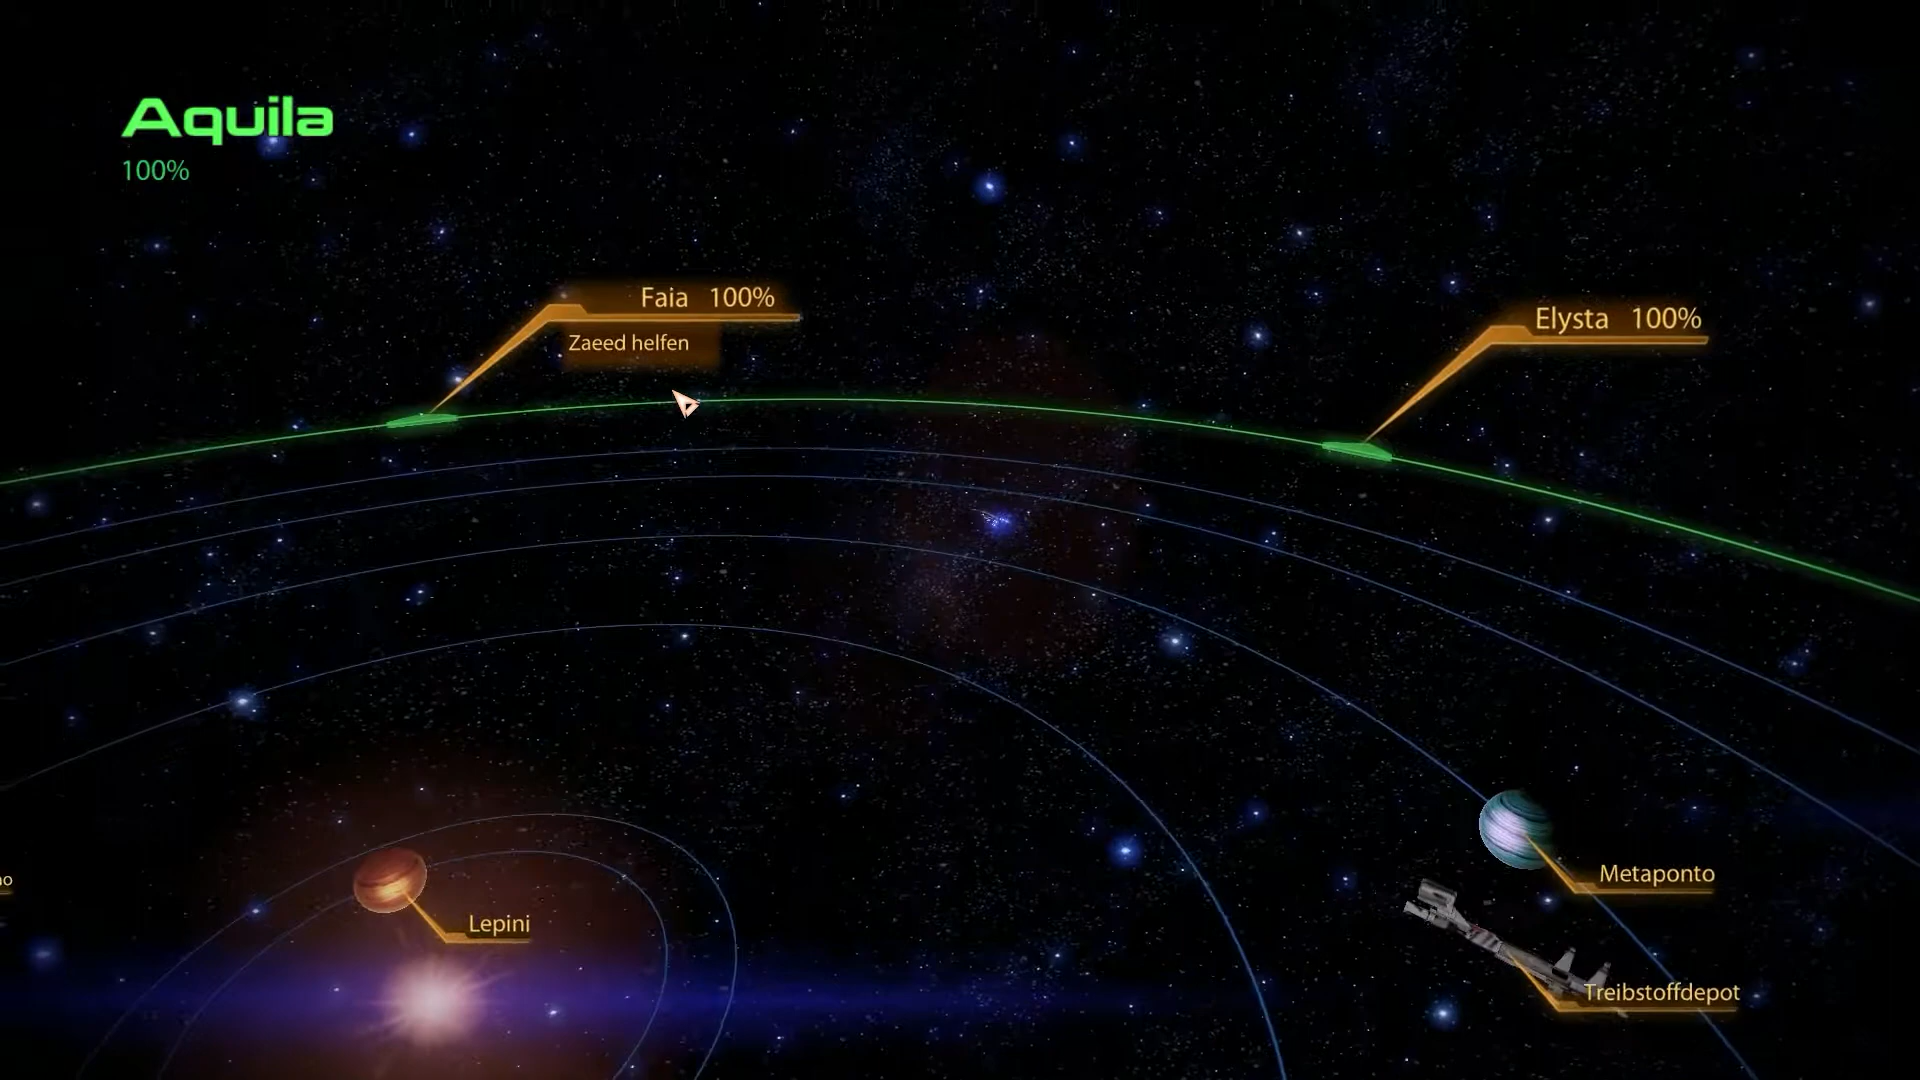 Aquila
100%
Faia 100%
Zaeed helfen
Elysta 100%
Metaponto
Lepini
Treibstoffdepot